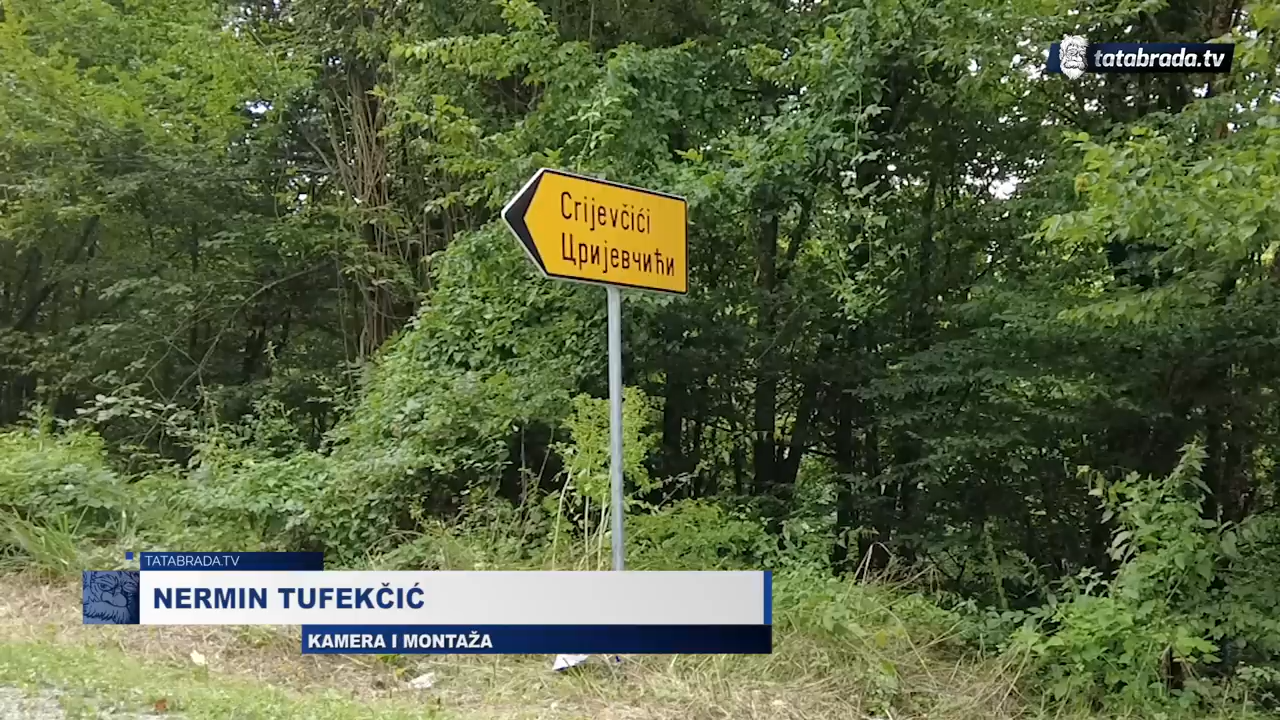 tatabrada.tv
Crijevčići
Цријевчићи
TATABRADA.TV
NERMIN TUFEKČIĆ
KAMERA I MONTAŽA